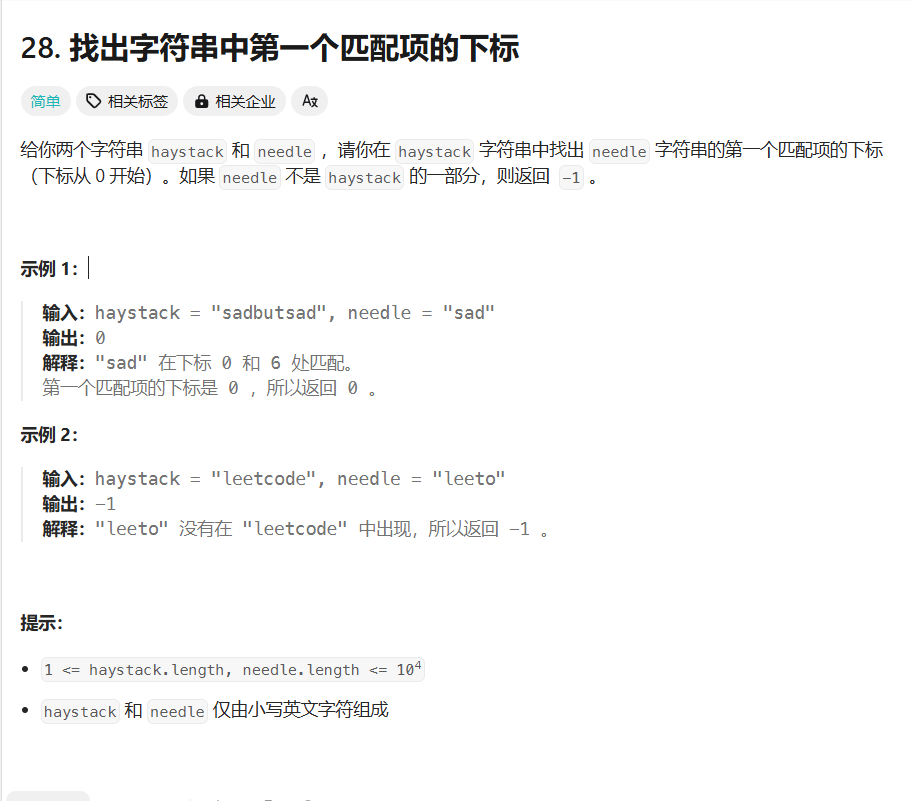 28. 找出字符串中第一个匹配项的下标
简单 相关标签 相关企业 Az
给你两个字符串 haystack 和 needle ，请你在 haystack 字符串中找出 needle 字符串的第一个匹配项的下标
（下标从 0 开始）。如果 needle 不是 haystack 的一部分，则返回 -1 。
示例 1：
输入：haystack = "sadbutsad", needle = "sad"
输出：0
解释："sad" 在下标 0 和 6 处匹配。
第一个匹配项的下标是 0 ，所以返回 0 。
示例 2：
输入：haystack = "leetcode", needle = "leeto"
输出：-1
解释："leeto" 没有在 "leetcode" 中出现，所以返回 -1 。
提示：
• 1 <= haystack.length, needle.length <= 10⁴
• haystack 和 needle 仅由小写英文字符组成